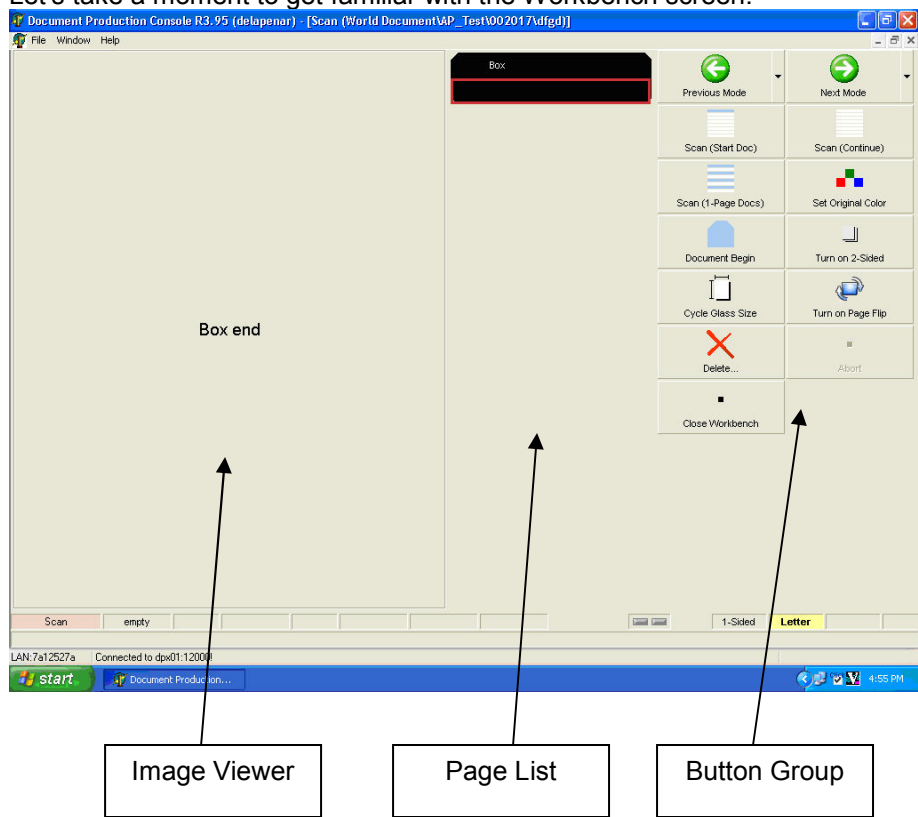 Let's take a moment to get familiar with the Workbench screen.
Document Production Console R3.95 (delapenar) - [Scan (World Document\AP_Test\002017\dfgd)]
File Window Help
Box
Previous Mode
Next Mode
Scan (Start Doc)
Scan (Continue)
Scan (1-Page Docs)
Set Original Color
Document Begin
Turn on 2-Sided
Cycle Glass Size
Turn on Page Flip
Box end
Delete...
Abort
Close Workbench
Scan empty 1-Sided Letter
LAN:7a12527a Connected to dpx01:12000!
start Document Production... 4:55 PM
Image Viewer Page List Button Group